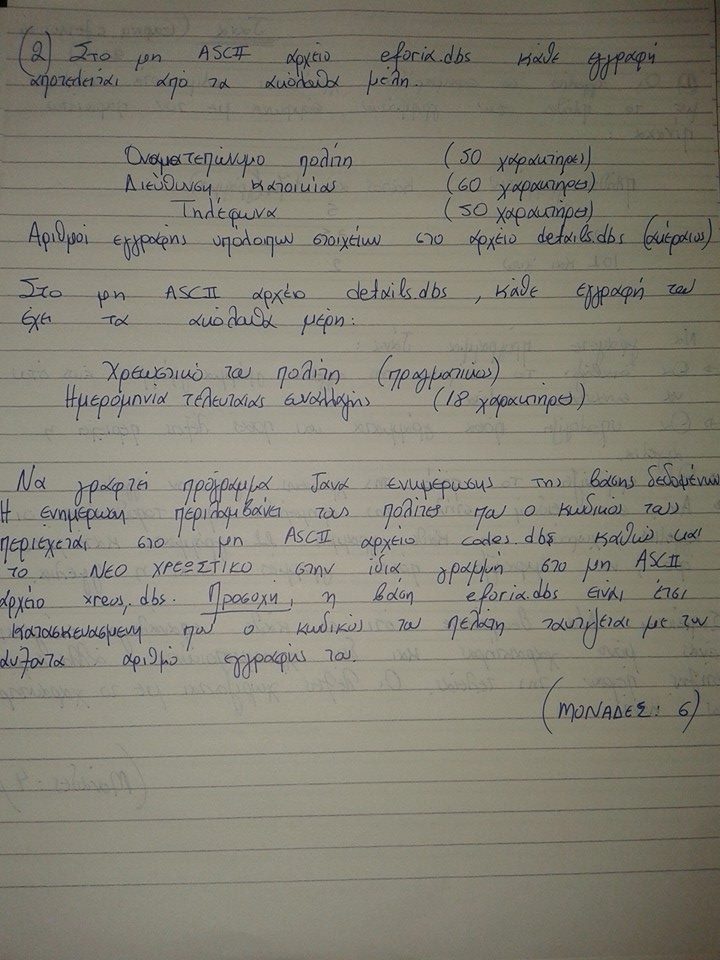 (2) Στο μη ASCII αρχείο eforia.dbs κάθε εγγραφή
αποτελείται από τα ακόλουθα μέλη.
Ονοματεπώνυμο πολίτη (50 χαρακτήρες)
Διεύθυνση κατοικίας (60 χαρακτήρες)
Τηλέφωνα (50 χαρακτήρες)
Αριθμοί εγγραφής υπόλοιπων στοιχείων στο αρχείο details.dbs (ακέραιος)
Στο μη ASCII αρχείο details.dbs, κάθε εγγραφή του
έχει τα ακόλουθα μέρη:
Χρεωστικό του πολίτη (πραγματικός)
Ημερομηνία τελευταίας συναλλαγής (18 χαρακτήρες)
Να γραφτεί πρόγραμμα Java ενημέρωσης της βάσης δεδομένων
Η ενημέρωση περιλαμβάνει τους πολίτες που ο κωδικός τους
περιέχεται στο μη ASCII αρχείο codes.dbs καθώς και
το ΝΕΟ ΧΡΕΩΣΤΙΚΟ στην ίδια γραμμή στο μη ASCII
αρχείο xreos.dbs. Προσοχή, η βάση eforia.dbs είναι έτσι
κατασκευασμένη που ο κωδικός του πελάτη ταυτίζεται με τον
αύξοντα αριθμό εγγραφής του.
(ΜΟΝΑΔΕΣ: 6)